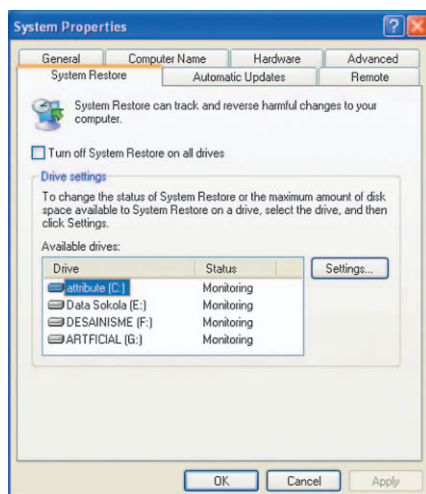 System Properties
General Computer Name Hardware Advanced
System Restore Automatic Updates Remote
System Restore can track and reverse harmful changes to your
computer.
Turn off System Restore on all drives
Drive settings
To change the status of System Restore or the maximum amount of disk
space available to System Restore on a drive, select the drive, and then
click Settings.
Available drives:
Drive Status
attribute (C:) Monitoring
Data Sokola (E:) Monitoring
DESAINISME (F:) Monitoring
ARTFICIAL (G:) Monitoring
Settings...
OK Cancel Apply